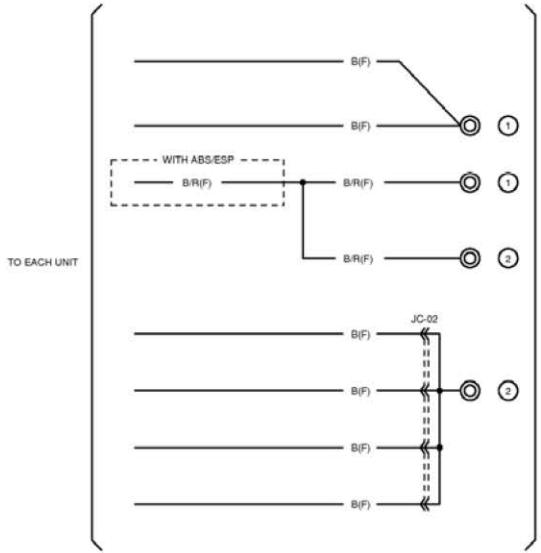 B(F)
B(F)
1
WITH ABS/ESP
B/R(F)
B/R(F)
1
TO EACH UNIT
B/R(F)
2
JC-02
B(F)
B(F)
2
B(F)
B(F)